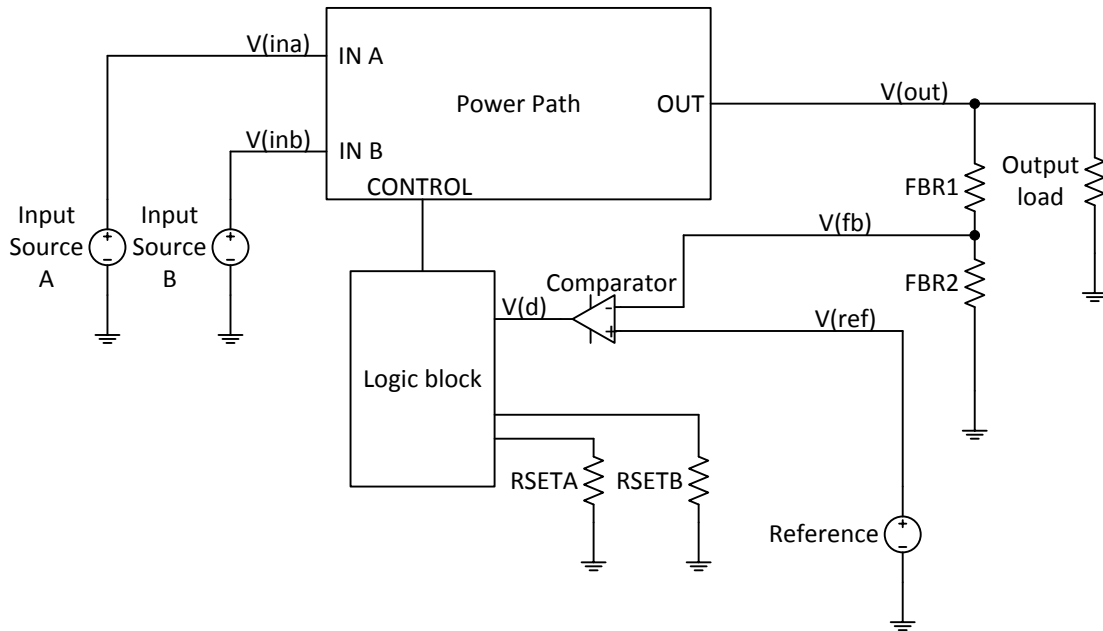 V(ina)
IN A
Power Path
OUT
V(out)
V(inb)
IN B
CONTROL
FBR1
Output
load
Input
Source
A
Input
Source
B
V(fb)
Comparator
FBR2
V(d)
-
+
V(ref)
Logic block
RSETA
RSETB
Reference
+
-
+
-
+
-